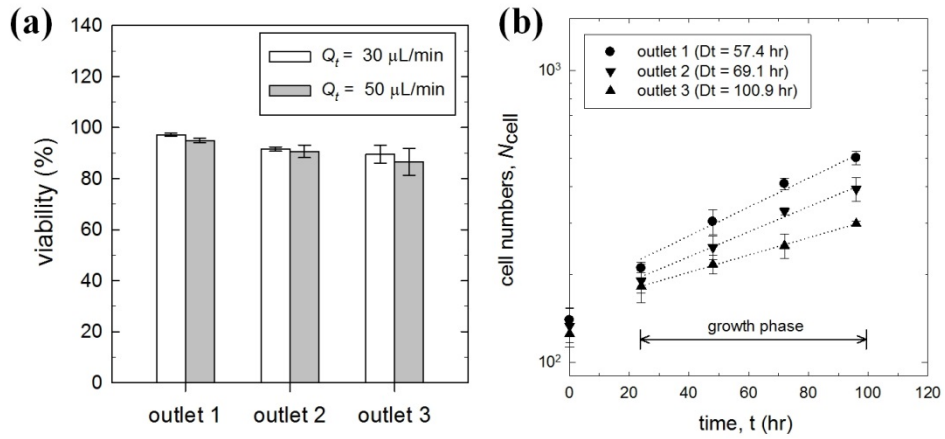 (a)
140
120
100
80
60
40
20
0
viability (%)
Qt = 30 μL/min
Qt = 50 μL/min
outlet 1
outlet 2
outlet 3
(b)
10³
10²
cell numbers, Ncell
outlet 1 (Dt = 57.4 hr)
outlet 2 (Dt = 69.1 hr)
outlet 3 (Dt = 100.9 hr)
growth phase
0 20 40 60 80 100 120
time, t (hr)